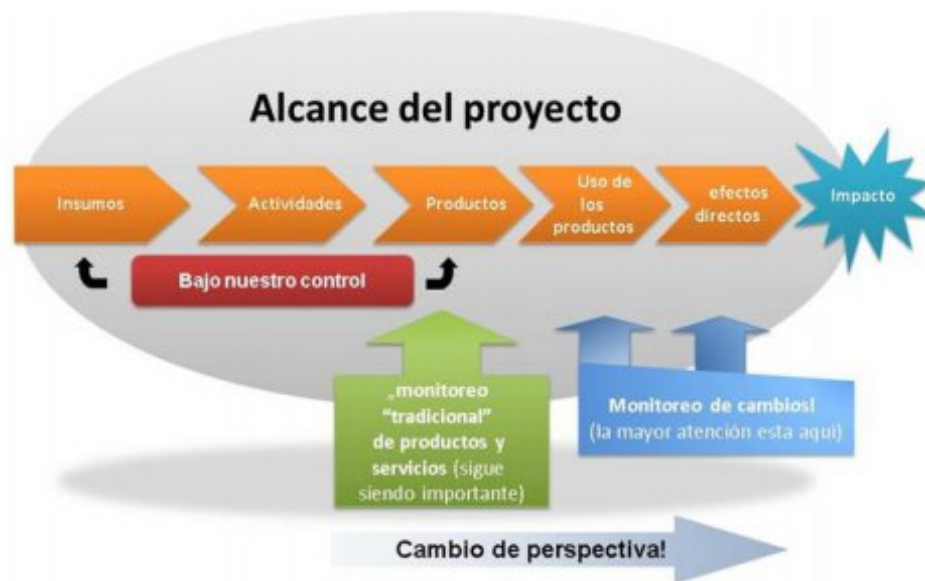 Alcance del proyecto
Insumos
Actividades
Productos
Uso de
los
productos
efectos
directos
Impacto
Bajo nuestro control
„monitoreo
“tradicional”
de productos y
servicios (sigue
siendo importante)
Monitoreo de cambios!
(la mayor atención esta aqui)
Cambio de perspectiva!